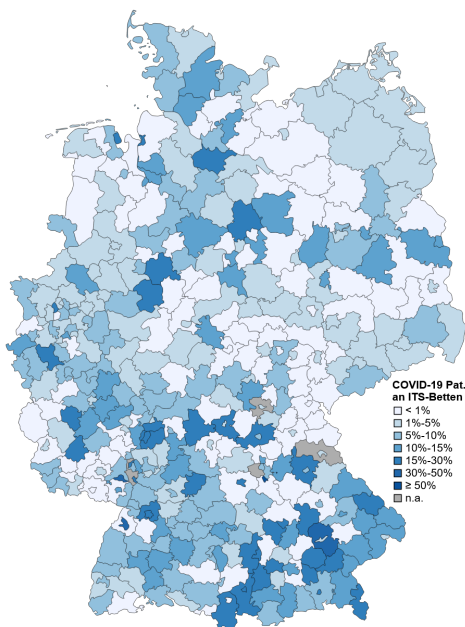 COVID-19 Pat.
an ITS-Betten
< 1%
1%-5%
5%-10%
10%-15%
15%-30%
30%-50%
≥ 50%
n.a.